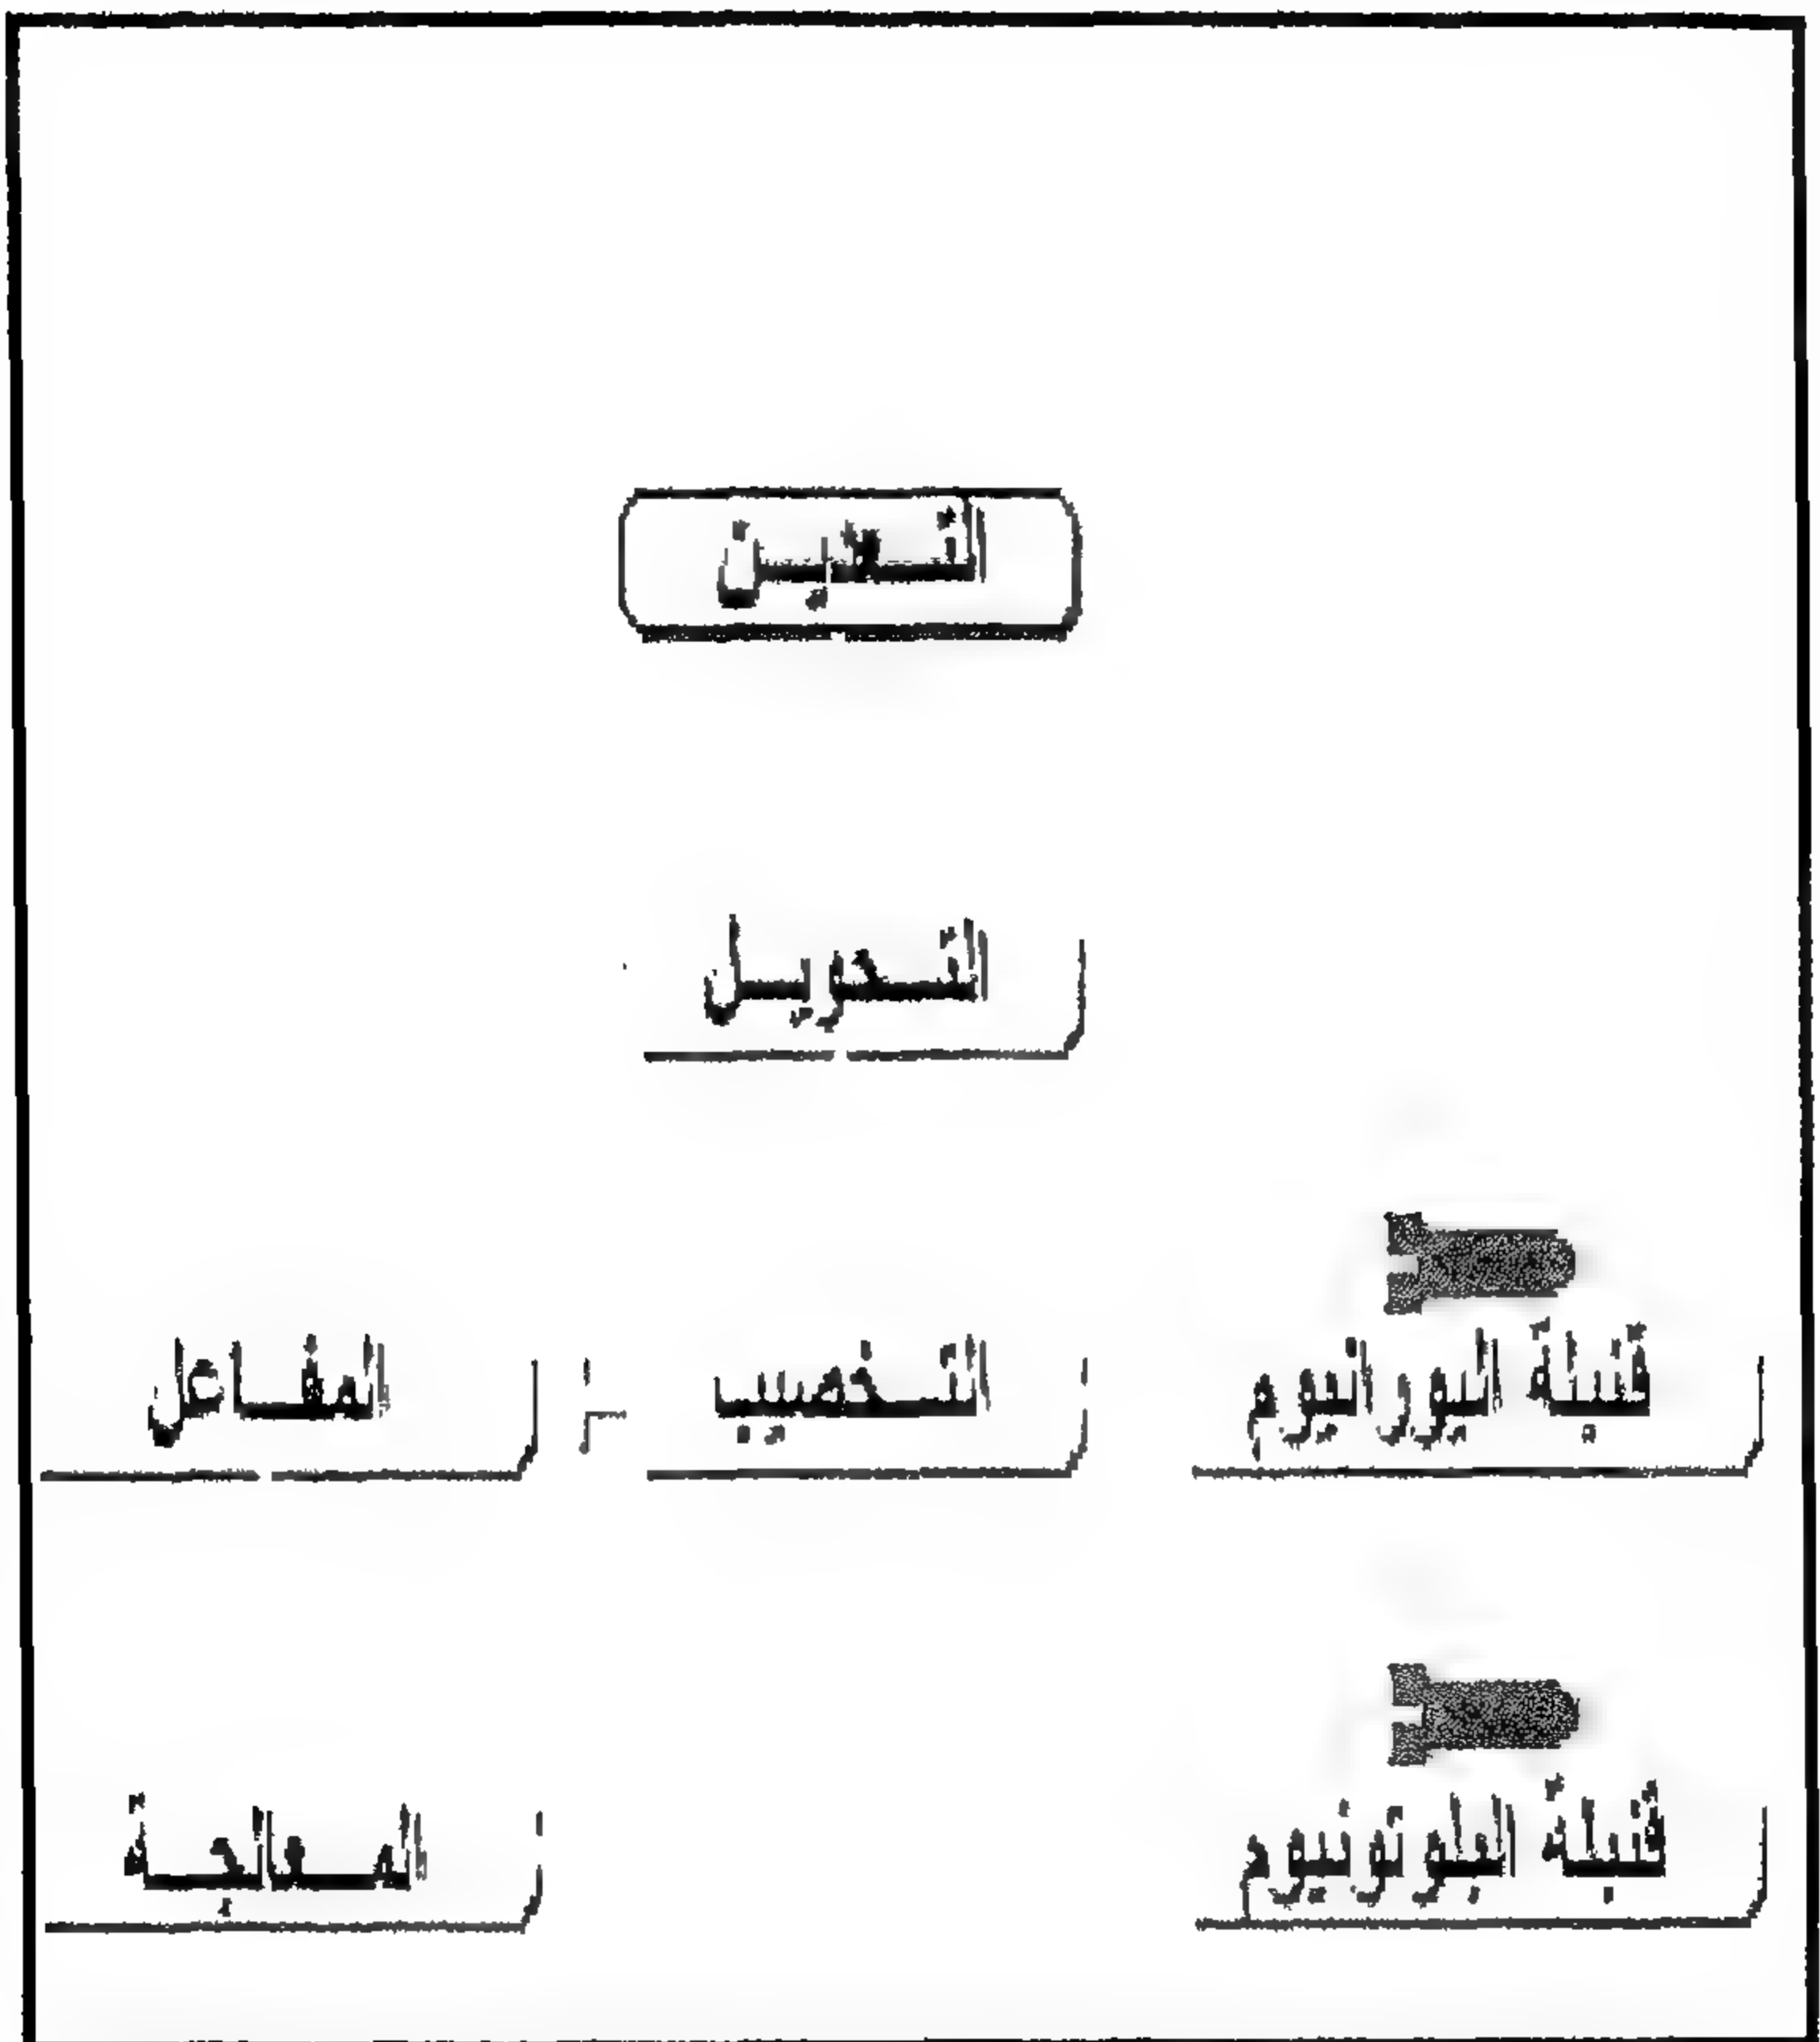 التعدين
التحويل
قنبلة اليورانيوم
التخصيب
المفاعل
قنبلة البلوتونيوم
المعالجة